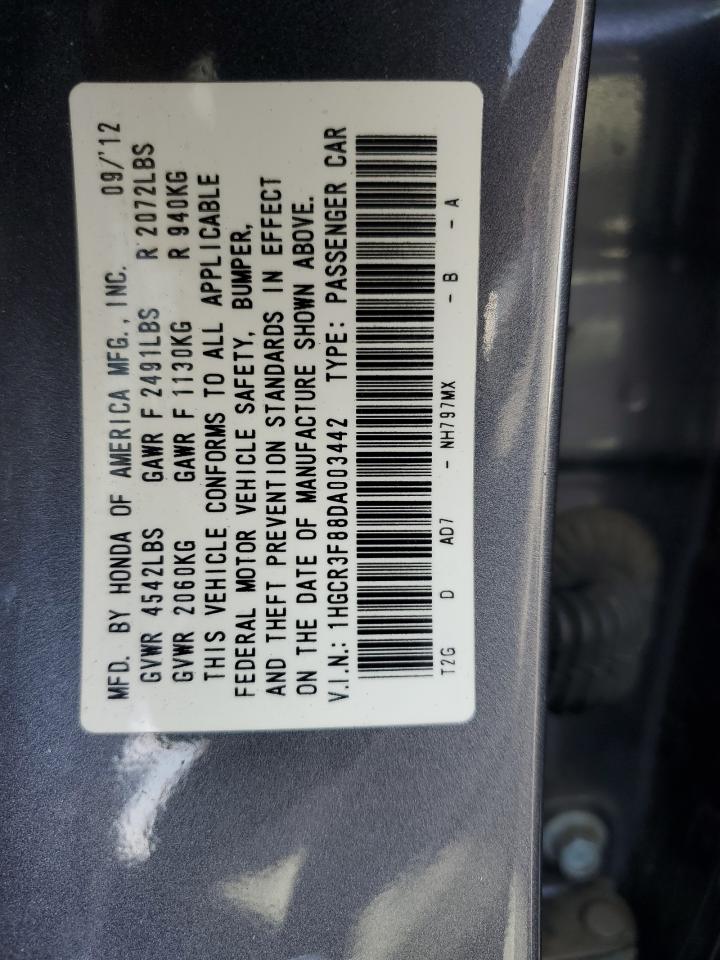 MFD. BY HONDA OF AMERICA MFG., INC. 09/'12
GVWR 4542LBS GAWR F 2491LBS R 2072LBS
GVWR 2060KG GAWR F 1130KG R 940KG
THIS VEHICLE CONFORMS TO ALL APPLICABLE
FEDERAL MOTOR VEHICLE SAFETY, BUMPER,
AND THEFT PREVENTION STANDARDS IN EFFECT
ON THE DATE OF MANUFACTURE SHOWN ABOVE.
V.I.N.: 1HGCR3F88DA003442 TYPE: PASSENGER CAR
T2G D AD7 - NH797MX - B - A